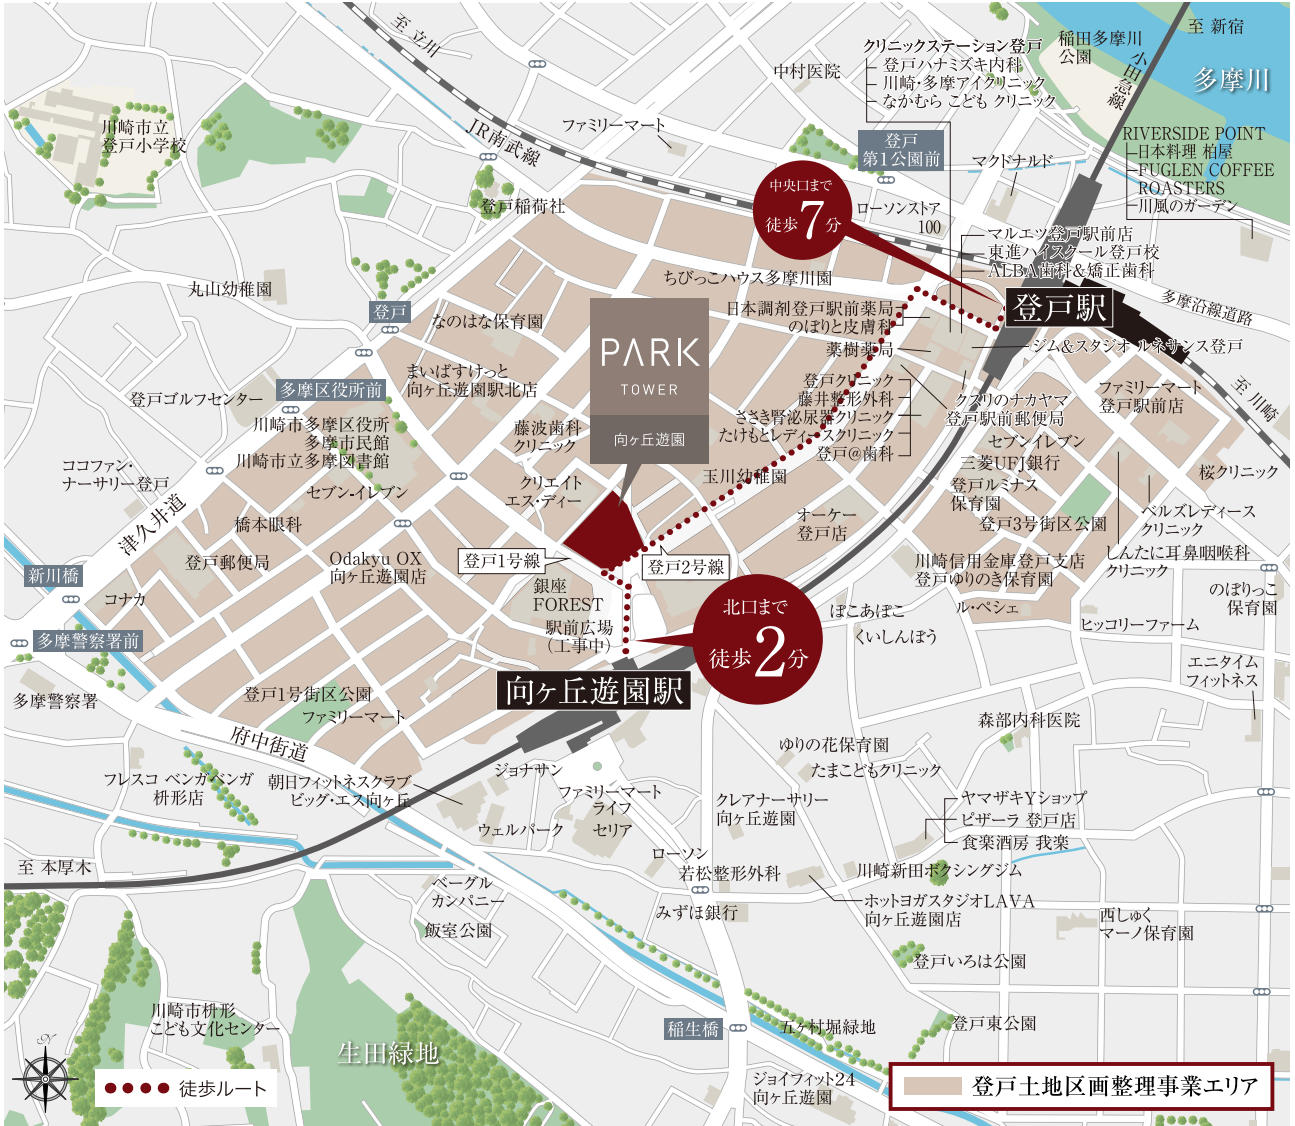 至 立川
JR南武線
ファミリーマート
中村医院
クリニックステーション登戸
登戸ハナミズキ内科
川崎・多摩アイクリニック
なかむら こども クリニック
稲田多摩川
公園
小田急線
至 新宿
多摩川
川崎市立
登戸小学校
登戸
第1公園前
マクドナルド
RIVERSIDE POINT
日本料理 柏屋
FUGLEN COFFEE
ROASTERS
川風のガーデン
登戸稲荷社
中央口まで
徒歩7分
ローソンストア
100
マルエツ登戸駅前店
東進ハイスクール登戸校
ALBA歯科&矯正歯科
ちびっこハウス多摩川園
丸山幼稚園
登戸
なのはな保育園
日本調剤登戸駅前薬局
のぼりと皮膚科
薬樹薬局
登戸駅
多摩沿線道路
ジム&スタジオ ルネサンス登戸
至 川崎
PARK
TOWER
向ヶ丘遊園
多摩区役所前
登戸ゴルフセンター
まいばすけっと
向ヶ丘遊園駅北店
川崎市多摩区役所
多摩市民館
川崎市立多摩図書館
藤波歯科
クリニック
登戸クリニック
藤井整形外科
ささき腎泌尿器クリニック
たけもとレディースクリニック
登戸@歯科
クスリのナカヤマ
登戸駅前郵便局
ファミリーマート
登戸駅前店
ココファン・
ナーサリー登戸
セブン-イレブン
クリエイト
エス・ディー
玉川幼稚園
セブンイレブン
三菱UFJ銀行
登戸ルミナス
保育園
登戸3号街区公園
桜クリニック
ベルズレディース
クリニック
津久井道
橋本眼科
登戸郵便局
Odakyu OX
向ヶ丘遊園店
登戸1号線
登戸2号線
オーケー
登戸店
川崎信用金庫登戸支店
登戸ゆりのき保育園
しんたに耳鼻咽喉科
クリニック
新川橋
コナカ
多摩警察署前
銀座
FOREST
駅前広場
(工事中)
北口まで
徒歩2分
ぽこあぽこ
くいしんぼう
ル・ペシェ
ヒッコリーファーム
のぼりっこ
保育園
エニタイム
フィットネス
多摩警察署
登戸1号街区公園
ファミリーマート
向ヶ丘遊園駅
府中街道
森部内科医院
ゆりの花保育園
たまこどもクリニック
フレスコ ベンガベンガ
枡形店
朝日フィットネスクラブ
ビッグ・エス向ヶ丘
ジョナサン
ファミリーマート
ライフ
セリア
ウェルパーク
クレアナーサリー
向ヶ丘遊園
ヤマザキYショップ
ピザーラ 登戸店
食楽酒房 我楽
至 本厚木
ローソン
若松整形外科
川崎新田ボクシングジム
ベーグル
カンパニー
みずほ銀行
ホットヨガスタジオLAVA
向ヶ丘遊園店
飯室公園
西しゅく
マーノ保育園
登戸いろは公園
川崎市枡形
こども文化センター
生田緑地
稲生橋
五ヶ村堀緑地
登戸東公園
ジョイフィット24
向ヶ丘遊園
N
徒歩ルート
登戸土地区画整理事業エリア